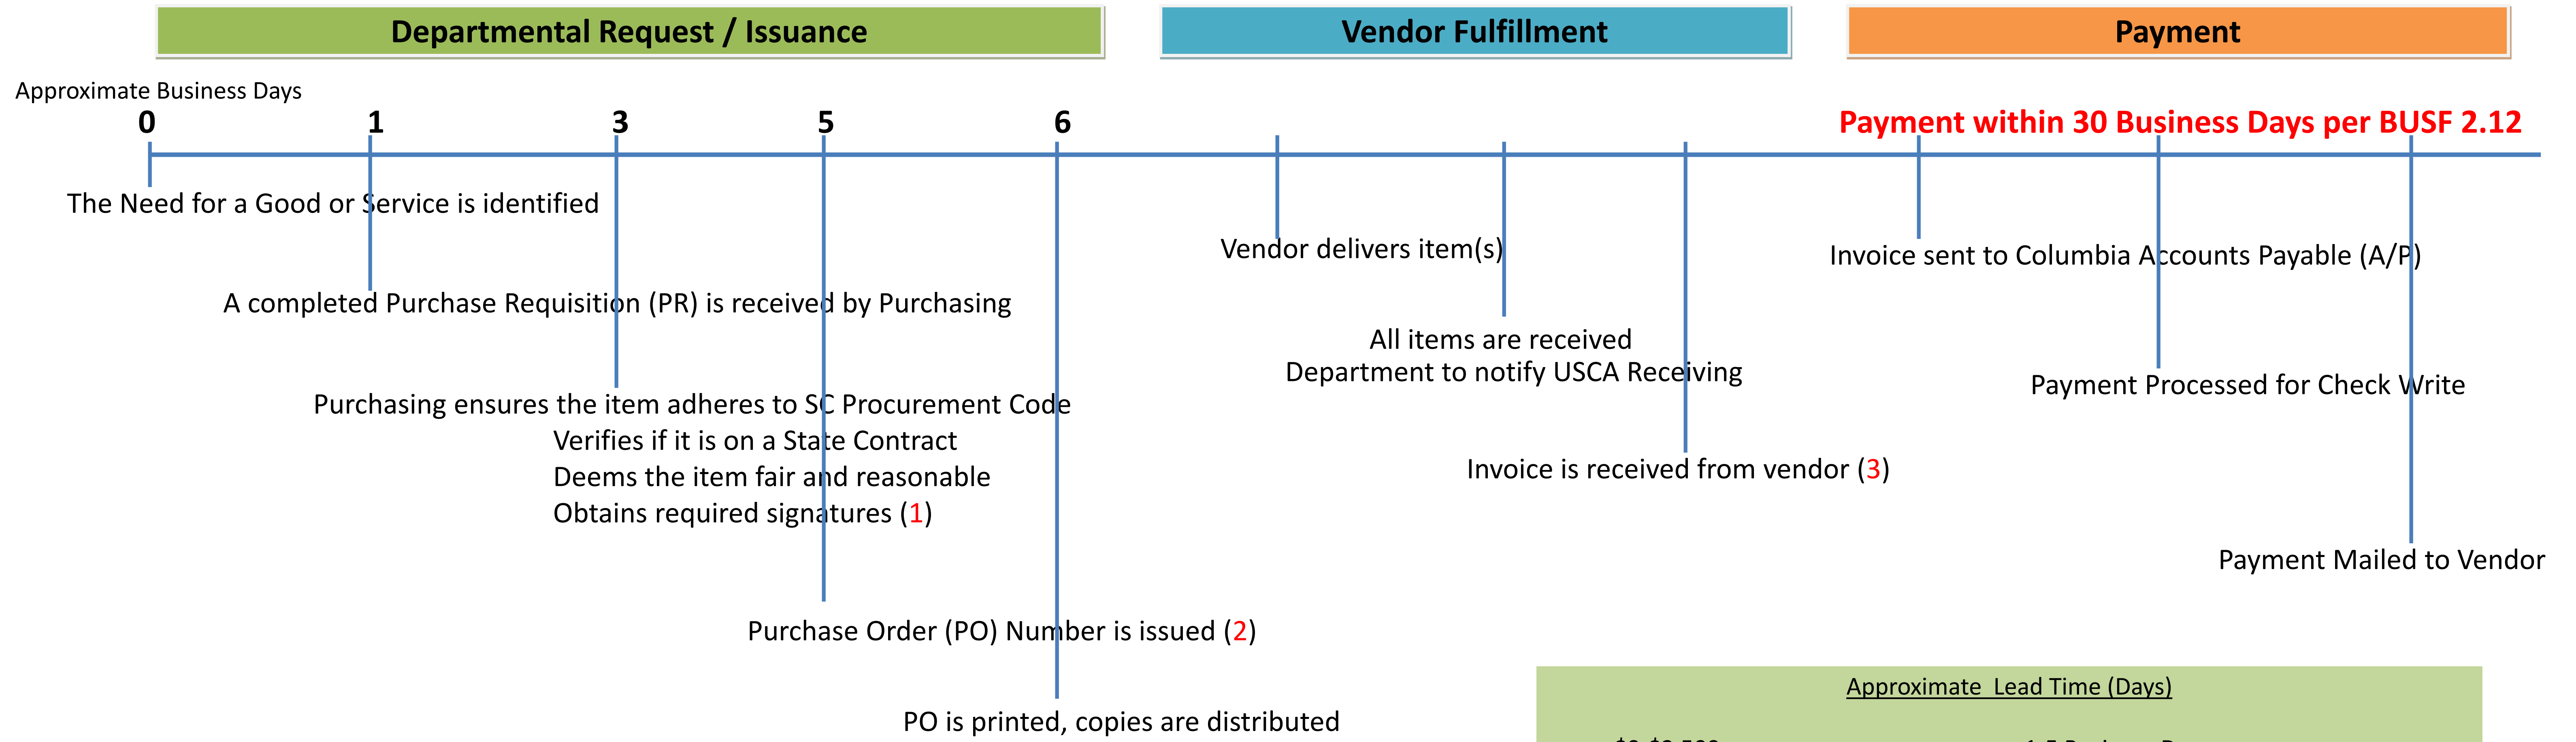 Departmental Request / Issuance
Vendor Fulfillment
Payment
Approximate Business Days
0
1
3
5
6
Payment within 30 Business Days per BUSF 2.12
The Need for a Good or Service is identified
Vendor delivers item(s)
Invoice sent to Columbia Accounts Payable (A/P)
A completed Purchase Requisition (PR) is received by Purchasing
All items are received
Department to notify USCA Receiving
Payment Processed for Check Write
Purchasing ensures the item adheres to SC Procurement Code
Verifies if it is on a State Contract
Deems the item fair and reasonable
Obtains required signatures (1)
Invoice is received from vendor (3)
Payment Mailed to Vendor
Purchase Order (PO) Number is issued (2)
PO is printed, copies are distributed
Approximate Lead Time (Days)